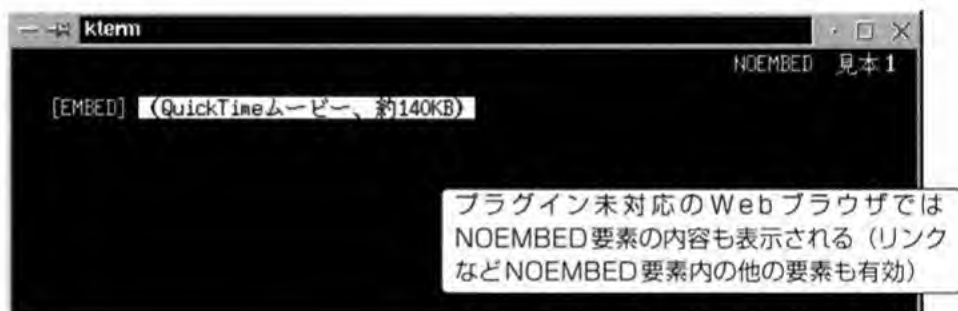 kterm
NOEMBED 見本1
[EMBED] (QuickTimeムービー、約140KB)
プラグイン未対応のWebブラウザでは
NOEMBED要素の内容も表示される（リンク
などNOEMBED要素内の他の要素も有効）